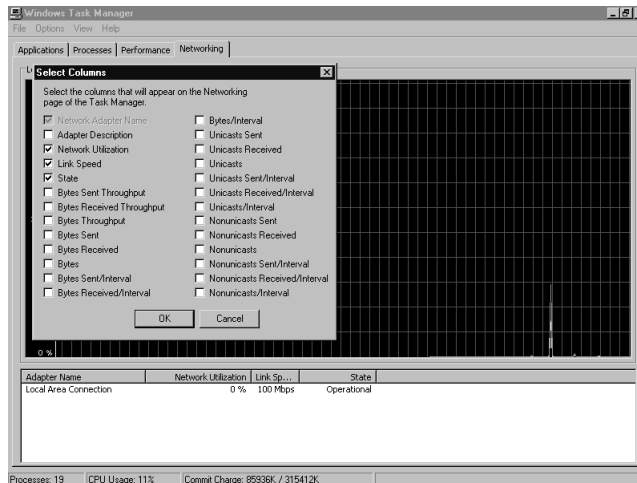 Windows Task Manager
File Options View Help
Applications Processes Performance Networking
Select Columns
Select the columns that will appear on the Networking
page of the Task Manager.
Network Adapter Name
Adapter Description
Network Utilization
Link Speed
State
Bytes Sent Throughput
Bytes Received Throughput
Bytes Throughput
Bytes Sent
Bytes Received
Bytes
Bytes Sent/Interval
Bytes Received/Interval
Bytes/Interval
Unicasts Sent
Unicasts Received
Unicasts
Unicasts Sent/Interval
Unicasts Received/Interval
Unicasts/Interval
Nonunicasts Sent
Nonunicasts Received
Nonunicasts
Nonunicasts Sent/Interval
Nonunicasts Received/Interval
Nonunicasts/Interval
OK Cancel
0 %
Adapter Name Network Utilization Link Sp... State
Local Area Connection 0 % 100 Mbps Operational
Processes: 19 CPU Usage: 11% Commit Charge: 85936K / 315412K